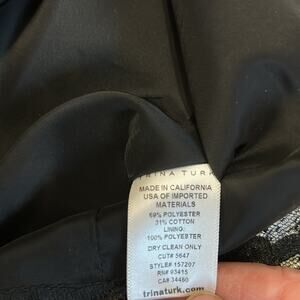 TRINA TURK
MADE IN CALIFORNIA
USA OF IMPORTED
MATERIALS
69% POLYESTER
31% COTTON
LINING:
100% POLYESTER
DRY CLEAN ONLY
CUT# 5647
STYLE# 157207
RN# 93415
CA# 34480
trinaturk.com